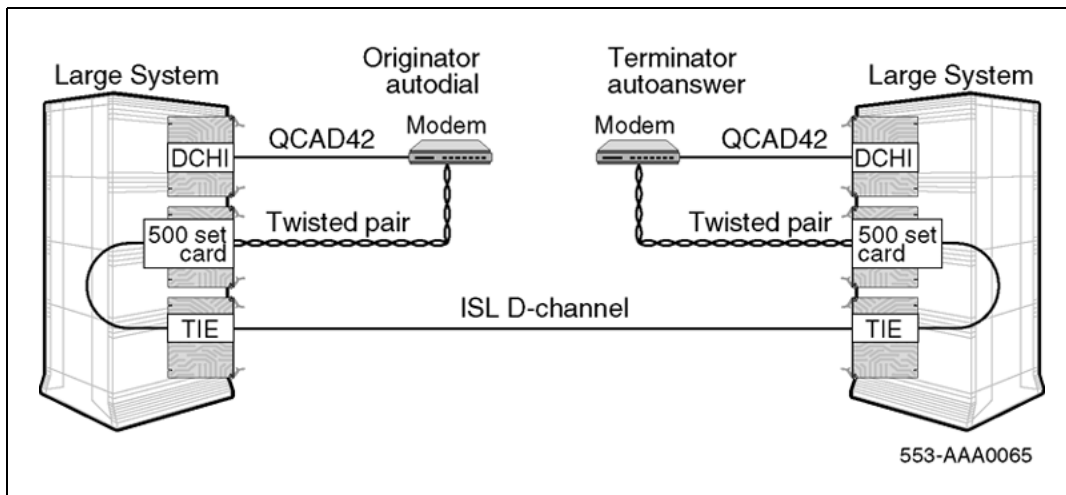 Large System
Originator
autodial
Terminator
autoanswer
Large System
DCHI
QCAD42
Modem
Modem
QCAD42
DCHI
500 set
card
Twisted pair
Twisted pair
500 set
card
TIE
ISL D-channel
TIE
553-AAA0065